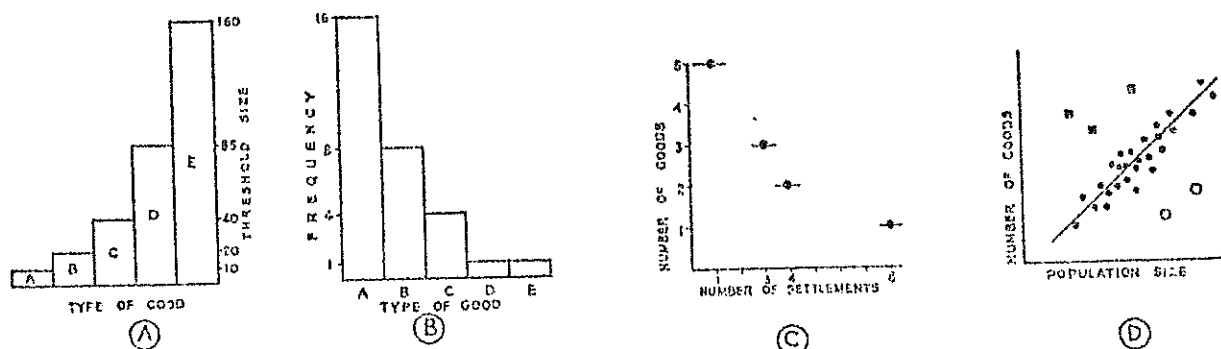 160
85
40
20
10
THRESHOLD SIZE
A
B
C
D
E
TYPE OF GOOD
A
16
8
4
1
FREQUENCY
A
B
C
D
E
TYPE OF GOOD
B
5
4
3
2
1
NUMBER OF GOODS
1
3
4
8
NUMBER OF SETTLEMENTS
C
NUMBER OF GOODS
POPULATION SIZE
D